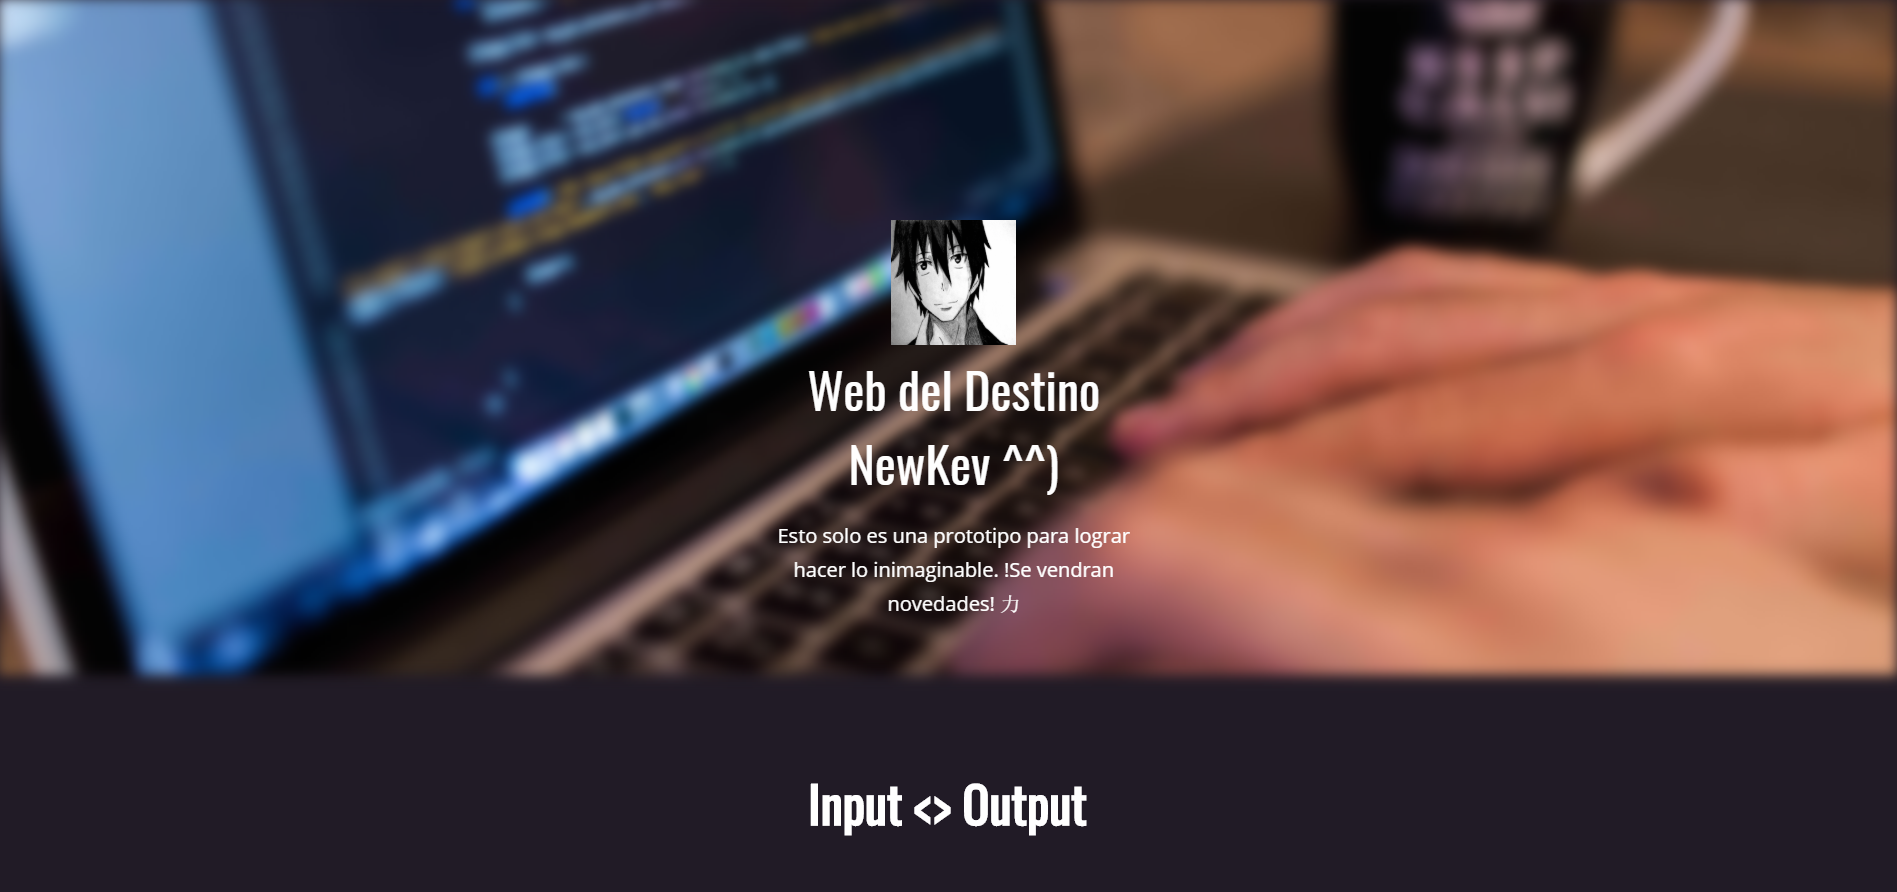 Web del Destino
NewKev ^^)
Esto solo es una prototipo para lograr
hacer lo inimaginable. !Se vendran
novedades! 力
Input <> Output